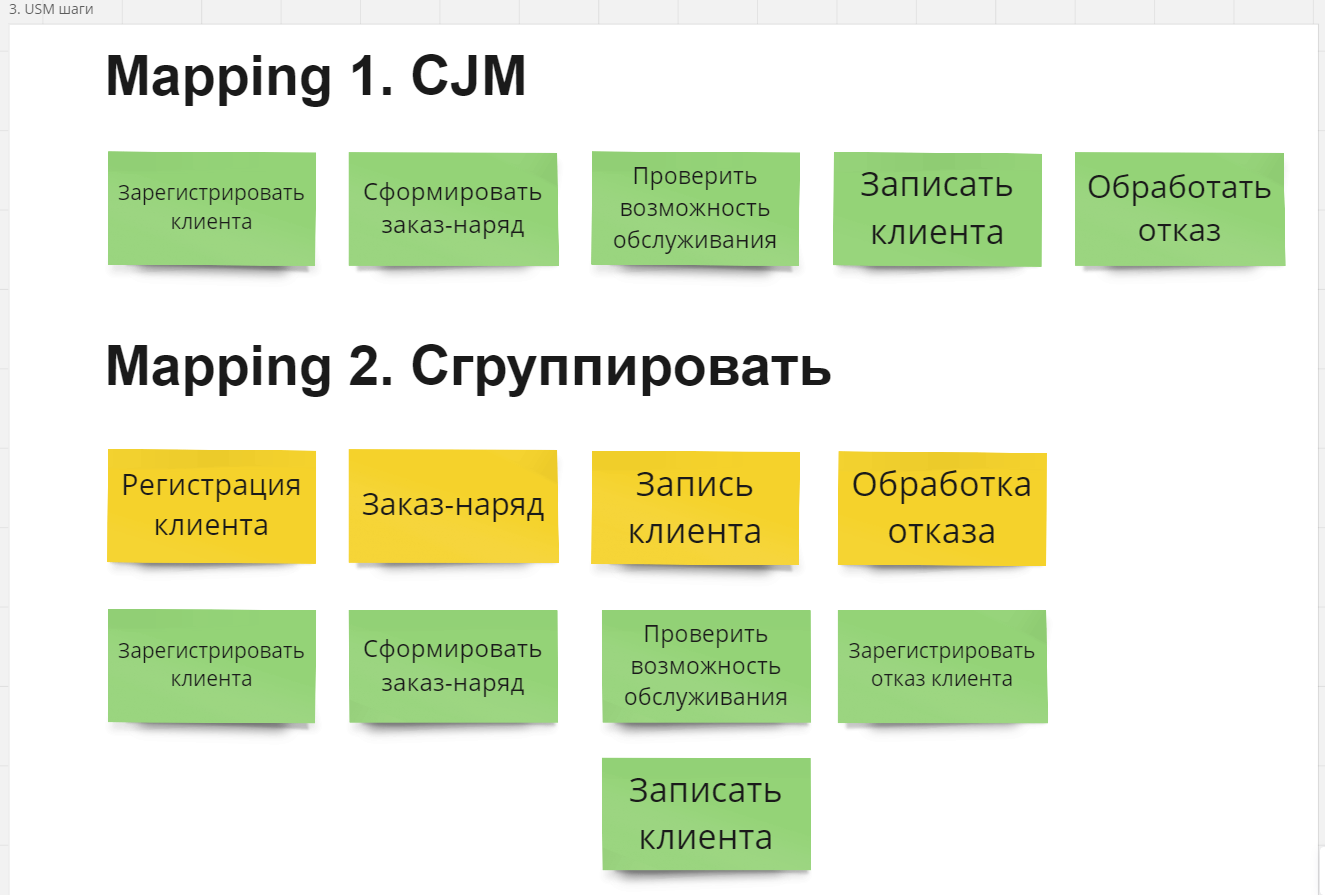 3. USM шаги
Mapping 1. CJM
Зарегистрировать
клиента
Сформировать
заказ-наряд
Проверить
возможность
обслуживания
Записать
клиента
Обработать
отказ
Mapping 2. Сгруппировать
Регистрация
клиента
Заказ-наряд
Запись
клиента
Обработка
отказа
Зарегистрировать
клиента
Сформировать
заказ-наряд
Проверить
возможность
обслуживания
Зарегистрировать
отказ клиента
Записать
клиента